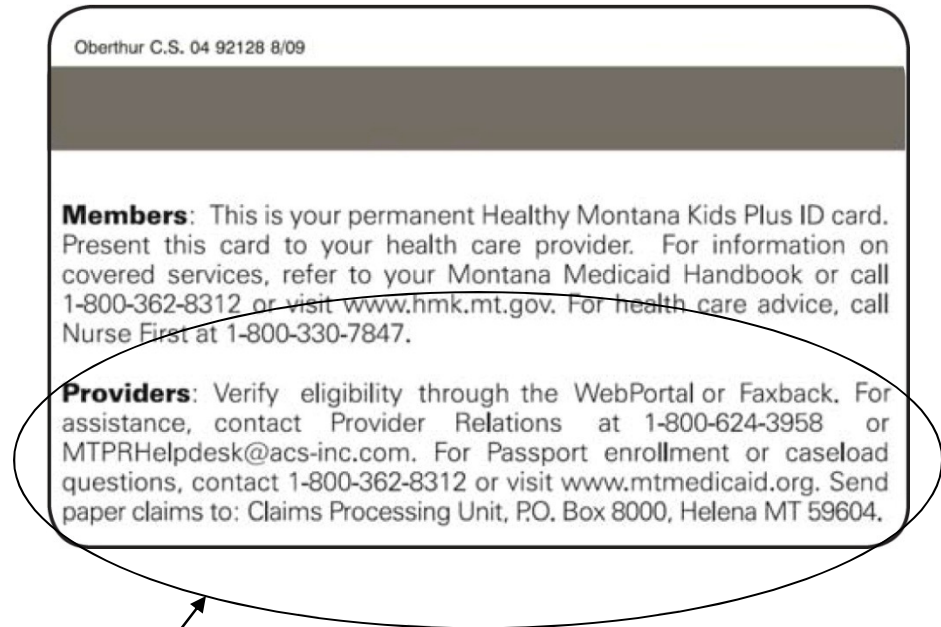 Oberthur C.S. 04 92128 8/09
Members: This is your permanent Healthy Montana Kids Plus ID card.
Present this card to your health care provider. For information on
covered services, refer to your Montana Medicaid Handbook or call
1-800-362-8312 or visit www.hmk.mt.gov. For health care advice, call
Nurse First at 1-800-330-7847.
Providers: Verify eligibility through the WebPortal or Faxback. For
assistance, contact Provider Relations at 1-800-624-3958 or
MTPRHelpdesk@acs-inc.com. For Passport enrollment or caseload
questions, contact 1-800-362-8312 or visit www.mtmedicaid.org. Send
paper claims to: Claims Processing Unit, P.O. Box 8000, Helena MT 59604.